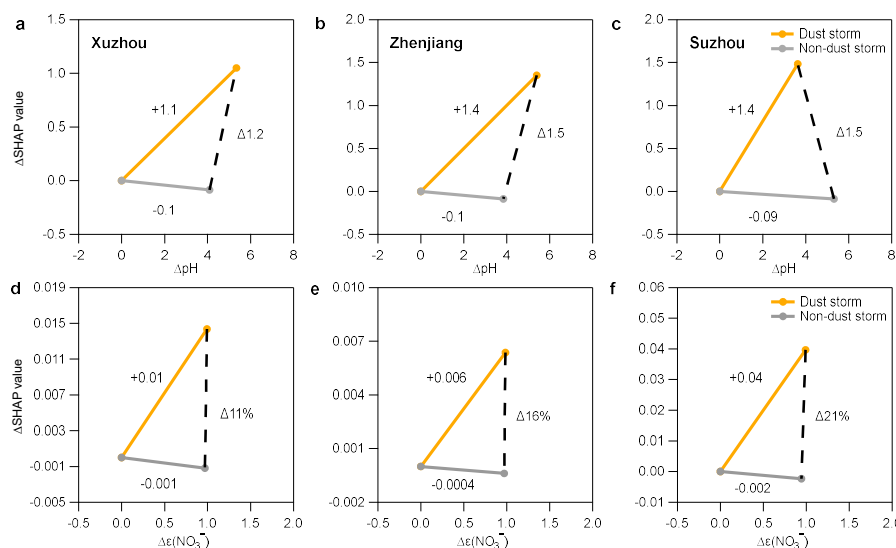 a
Xuzhou
1.5
1.0
0.5
0.0
-0.5
+1.1
Δ1.2
-0.1
-2 0 2 4 6 8
ΔpH
ΔSHAP value
b
Zhenjiang
2.0
1.5
1.0
0.5
0.0
-0.5
+1.4
Δ1.5
-0.1
-2 0 2 4 6 8
ΔpH
c
Suzhou
Dust storm
Non-dust storm
2.0
1.5
1.0
0.5
0.0
-0.5
+1.4
Δ1.5
-0.09
-2 0 2 4 6 8
ΔpH
d
0.019
0.015
0.011
0.007
0.003
-0.001
-0.005
+0.01
Δ11%
-0.001
-0.5 0.0 0.5 1.0 1.5 2.0
Δε(NO₃⁻)
ΔSHAP value
e
0.010
0.007
0.004
0.001
-0.002
+0.006
Δ16%
-0.0004
-0.5 0.0 0.5 1.0 1.5 2.0
Δε(NO₃⁻)
f
Dust storm
Non-dust storm
0.06
0.05
0.04
0.03
0.02
0.01
0.00
-0.01
+0.04
Δ21%
-0.002
-0.5 0.0 0.5 1.0 1.5 2.0
Δε(NO₃⁻)